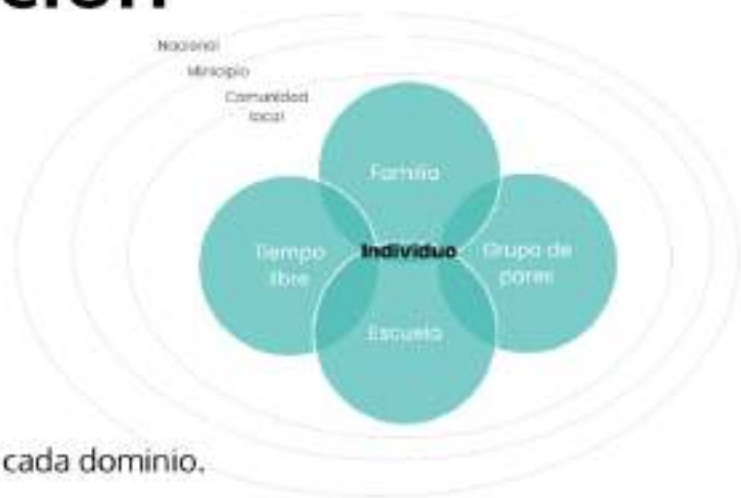 ción
Nacional
Municipio
Comunidad
local
Familia
Tiempo
libre
Individuo
Grupo de
pares
Escuela
cada dominio.